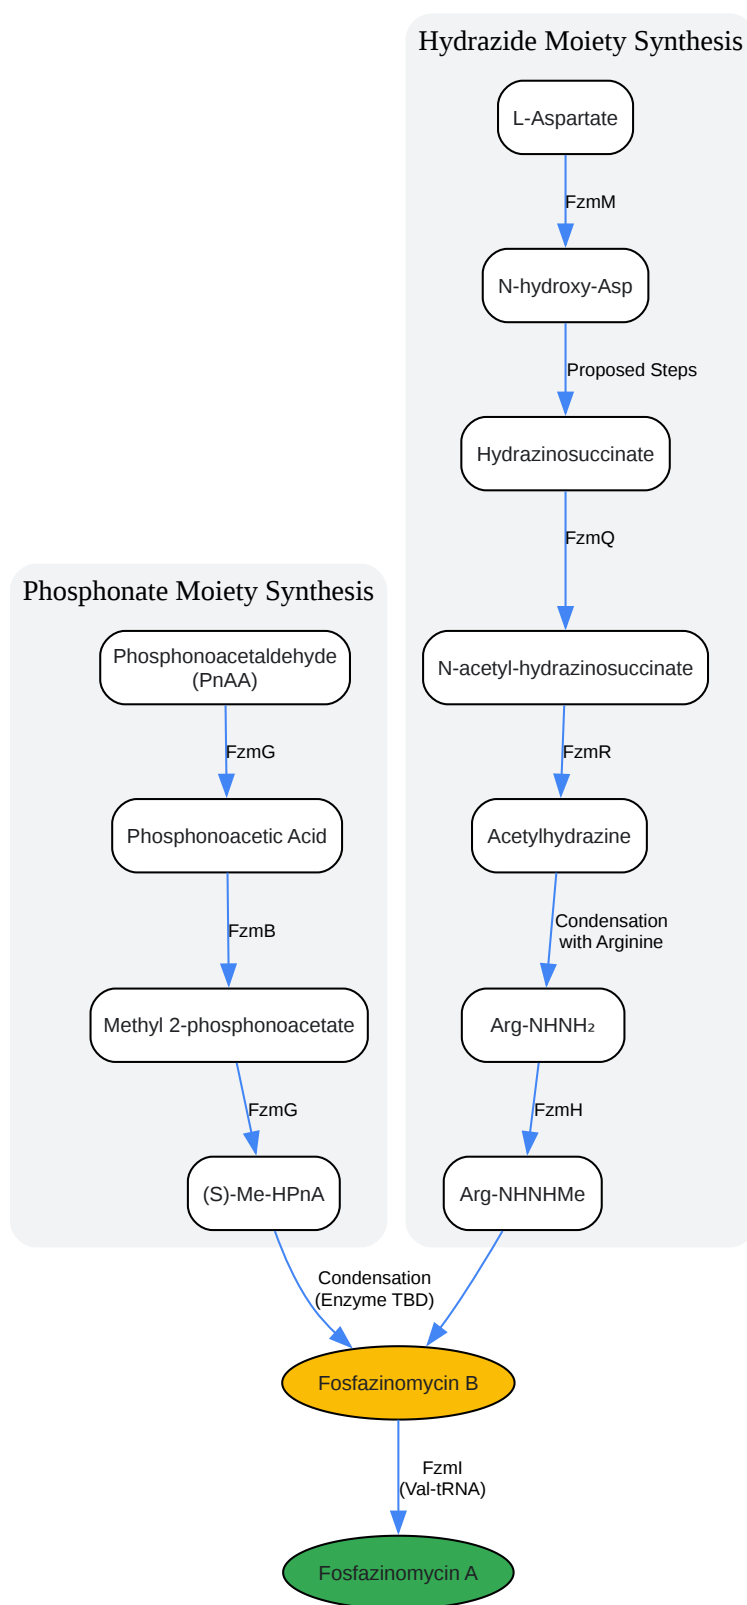 Hydrazide Moiety Synthesis
L-Aspartate
FzmM
N-hydroxy-Asp
Proposed Steps
Hydrazinosuccinate
FzmQ
N-acetyl-hydrazinosuccinate
FzmR
Acetylhydrazine
Condensation
with Arginine
Arg-NHNH₂
FzmH
Arg-NHNHMe
Phosphonate Moiety Synthesis
Phosphonoacetaldehyde
(PnAA)
FzmG
Phosphonoacetic Acid
FzmB
Methyl 2-phosphonoacetate
FzmG
(S)-Me-HPnA
Condensation
(Enzyme TBD)
Fosfazinomycin B
FzmI
(Val-tRNA)
Fosfazinomycin A